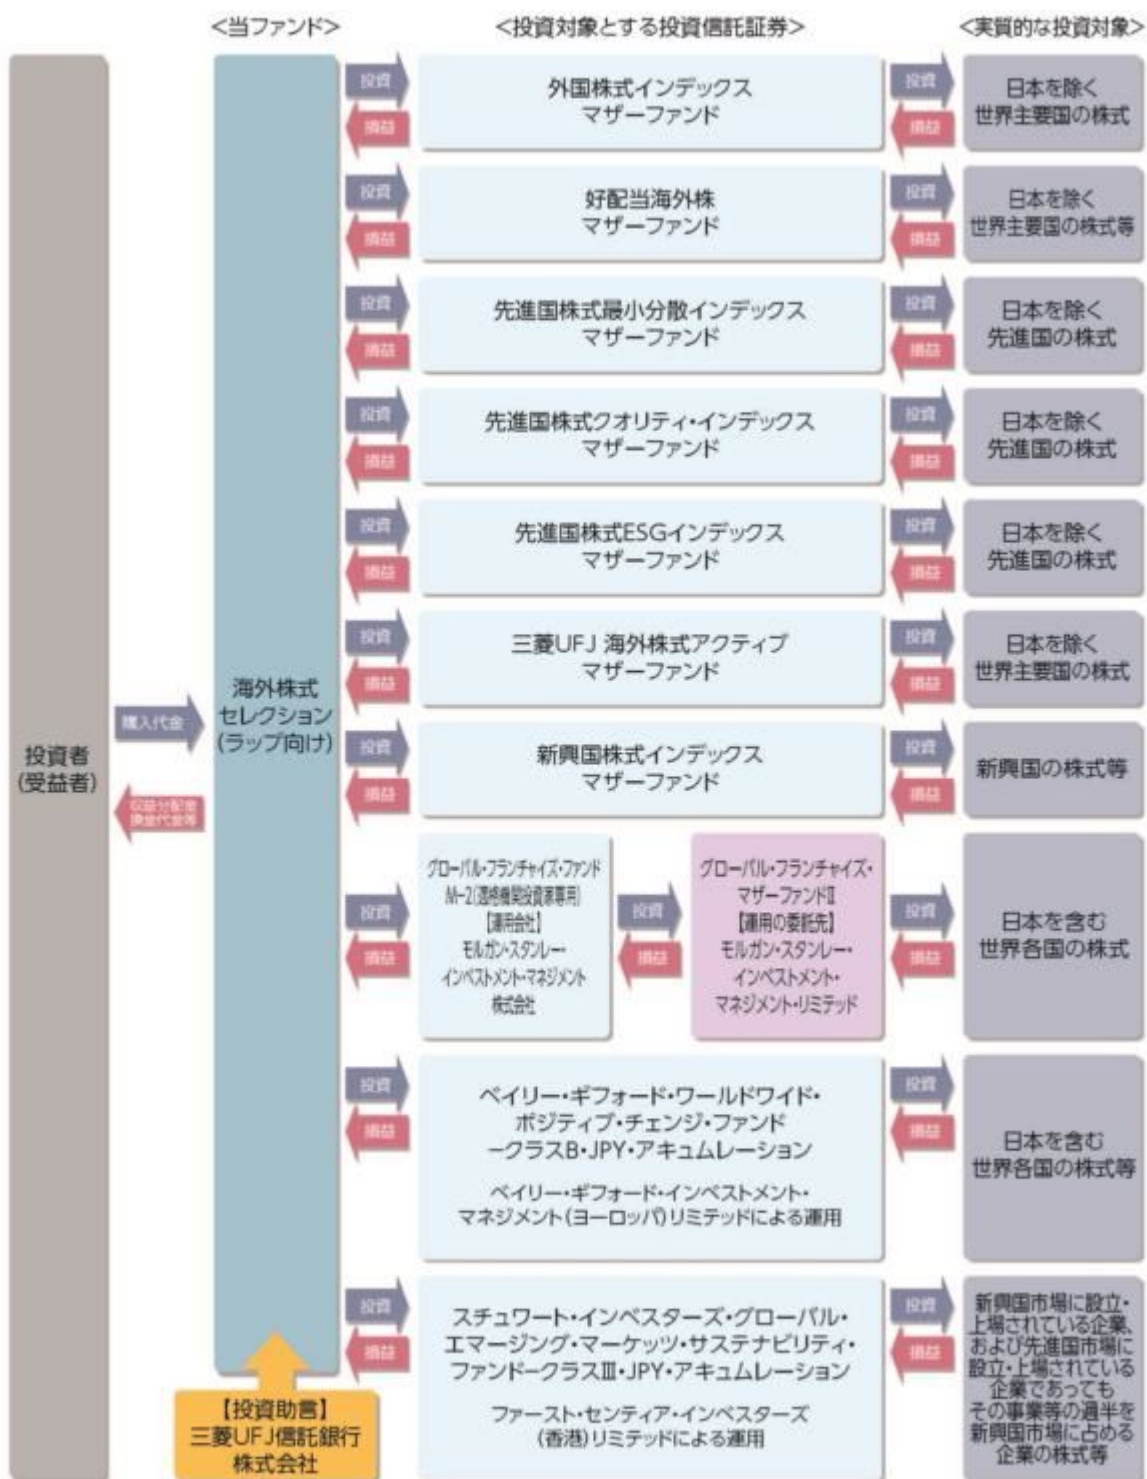 <当ファンド>
<投資対象とする投資信託証券>
<実質的な投資対象>
投資者
(受益者)
購入代金
収益分配金
換金代金等
海外株式
セレクション
(ラップ向け)
【投資助言】
三菱UFJ信託銀行
株式会社
投資
損益
外国株式インデックス
マザーファンド
投資
損益
日本を除く
世界主要国の株式
投資
損益
好配当海外株
マザーファンド
投資
損益
日本を除く
世界主要国の株式等
投資
損益
先進国株式最小分散インデックス
マザーファンド
投資
損益
日本を除く
先進国の株式
投資
損益
先進国株式クオリティ・インデックス
マザーファンド
投資
損益
日本を除く
先進国の株式
投資
損益
先進国株式ESGインデックス
マザーファンド
投資
損益
日本を除く
先進国の株式
投資
損益
三菱UFJ 海外株式アクティブ
マザーファンド
投資
損益
日本を除く
世界主要国の株式
投資
損益
新興国株式インデックス
マザーファンド
投資
損益
新興国の株式等
投資
損益
グローバル・フランチャイズ・ファンド
M-2(適格機関投資家専用)
【運用会社】
モルガン・スタンレー・
インベストメント・マネジメント
株式会社
投資
損益
グローバル・フランチャイズ・
マザーファンドⅡ
【運用の委託先】
モルガン・スタンレー・
インベストメント・
マネジメント・リミテッド
投資
損益
日本を含む
世界各国の株式
投資
損益
ベイリー・ギフォード・ワールドワイド・
ポジティブ・チェンジ・ファンド
ークラスB・JPY・アキュムレーション
ベイリー・ギフォード・インベストメント・
マネジメント(ヨーロッパ)リミテッドによる運用
投資
損益
日本を含む
世界各国の株式等
投資
損益
スチュワート・インベスターズ・グローバル・
エマージング・マーケッツ・サステナビリティ・
ファンドークラスⅢ・JPY・アキュムレーション
ファースト・センティア・インベスターズ
(香港)リミテッドによる運用
投資
損益
新興国市場に設立・
上場されている企業、
および先進国市場に
設立・上場されている
企業であっても
その事業等の過半を
新興国市場に占める
企業の株式等